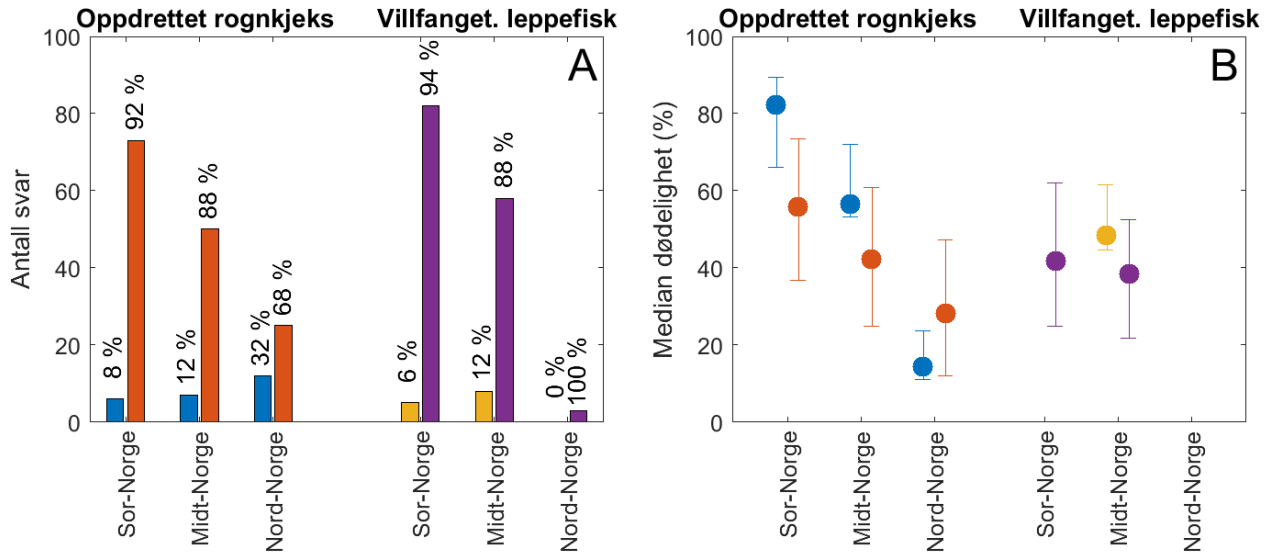 Oppdrettet rognkjeks
Villfanget. leppefisk
A
Antall svar
100
80
60
40
20
0
8 %
92 %
12 %
88 %
32 %
68 %
6 %
94 %
12 %
88 %
0 %
100 %
Sor-Norge
Midt-Norge
Nord-Norge
Sor-Norge
Midt-Norge
Nord-Norge
Oppdrettet rognkjeks
Villfanget. leppefisk
B
Median dødelighet (%)
100
80
60
40
20
0
Sor-Norge
Midt-Norge
Nord-Norge
Sor-Norge
Midt-Norge
Nord-Norge